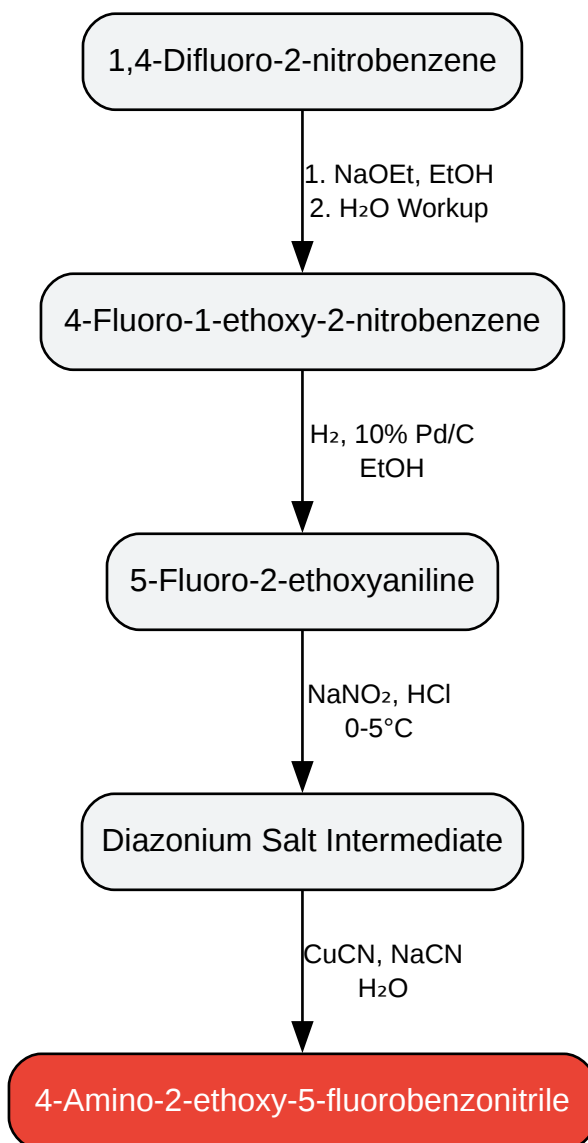 1,4-Difluoro-2-nitrobenzene
1. NaOEt, EtOH
2. H₂O Workup
4-Fluoro-1-ethoxy-2-nitrobenzene
H₂, 10% Pd/C
EtOH
5-Fluoro-2-ethoxyaniline
NaNO₂, HCl
0-5°C
Diazonium Salt Intermediate
CuCN, NaCN
H₂O
4-Amino-2-ethoxy-5-fluorobenzonitrile